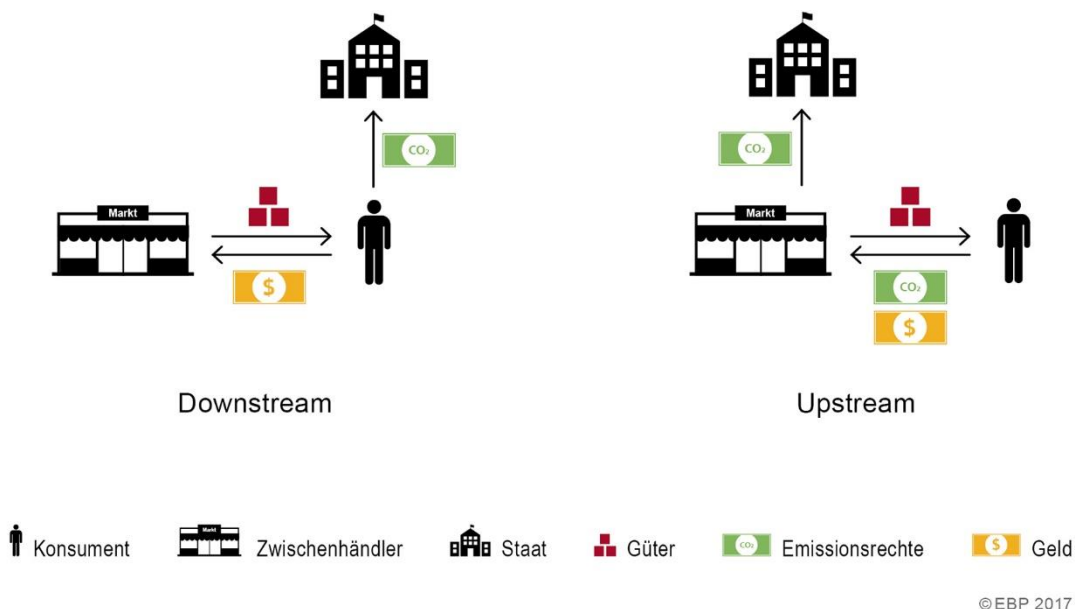 CO₂
CO₂
Markt
$
Markt
CO₂
$
Downstream
Upstream
Konsument
Markt
Zwischenhändler
Staat
Güter
CO₂
Emissionsrechte
$
Geld
©EBP 2017